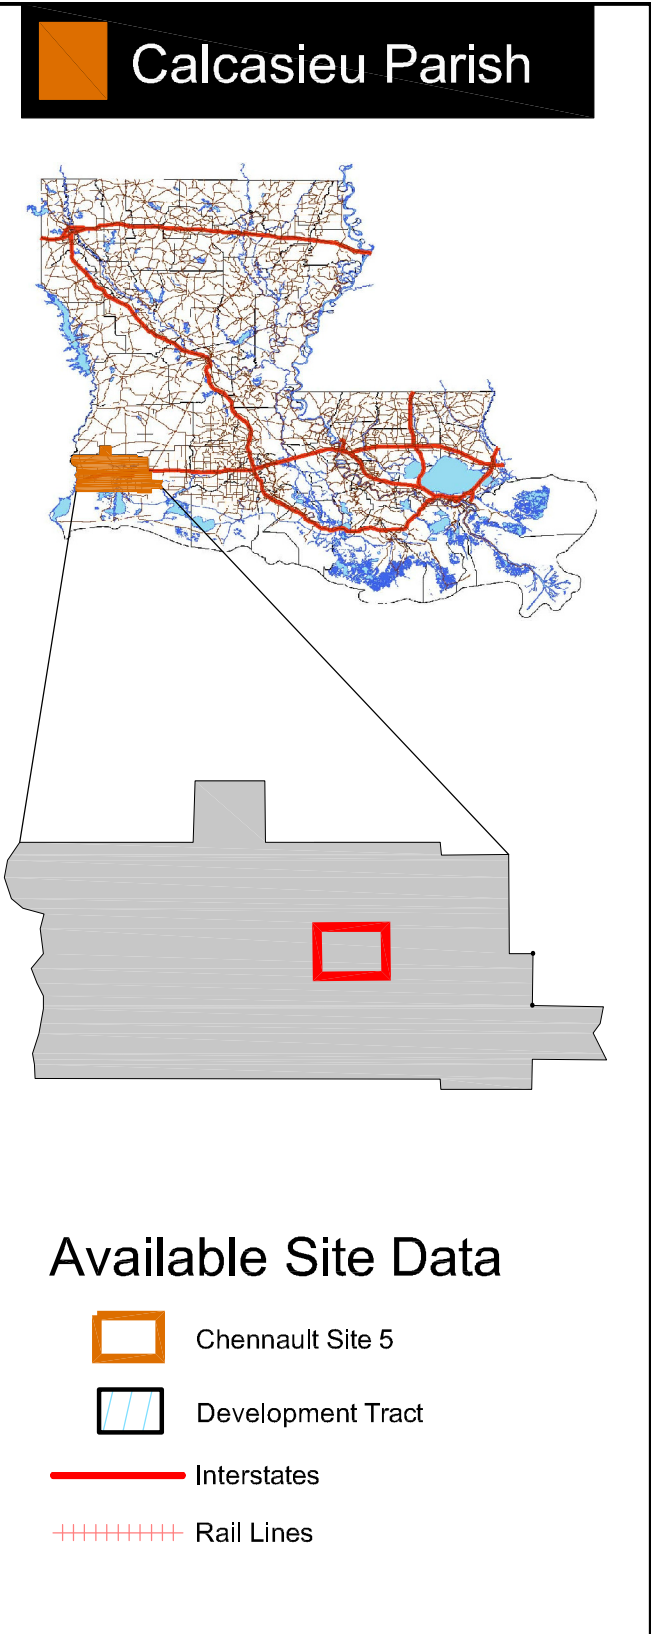 Calcasieu Parish
Available Site Data
Chennault Site 5
Development Tract
Interstates
Rail Lines